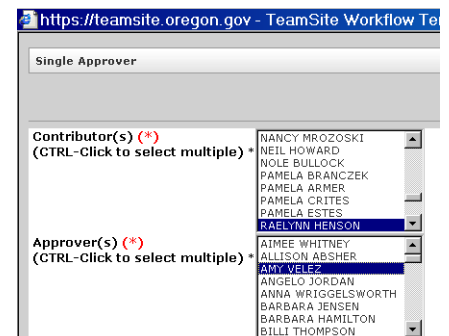 https://teamsite.oregon.gov - TeamSite Workflow Te
Single Approver
Contributor(s) (*)
(CTRL-Click to select multiple) *
NANCY MROZOSKI
NEIL HOWARD
NOLE BULLOCK
PAMELA BRANCZEK
PAMELA ARMER
PAMELA CRITES
PAMELA ESTES
RAELYNN HENSON
Approver(s) (*)
(CTRL-Click to select multiple) *
AIMEE WHITNEY
ALLISON ABSHER
AMY VELEZ
ANGELO JORDAN
ANNA WRIGGELSWORTH
BARBARA JENSEN
BARBARA HAMILTON
BILLI THOMPSON